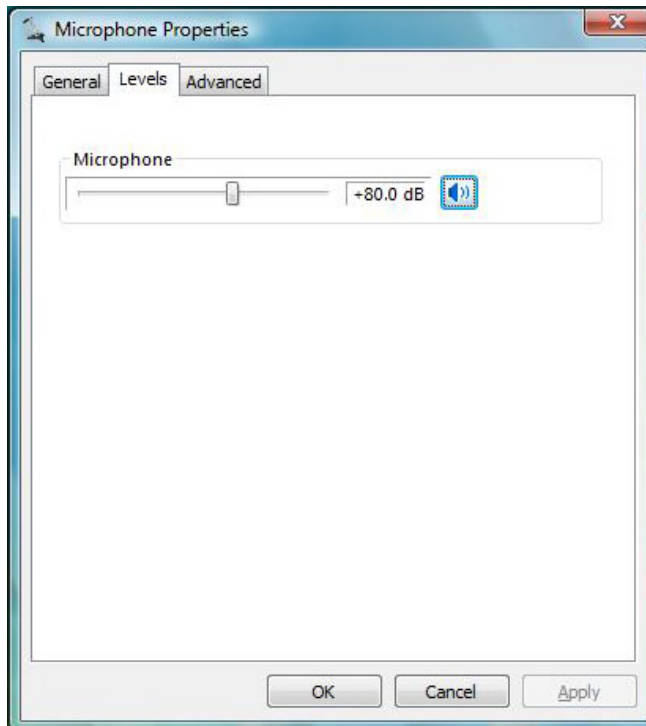 Microphone Properties
General Levels Advanced
Microphone
+80.0 dB
OK Cancel Apply